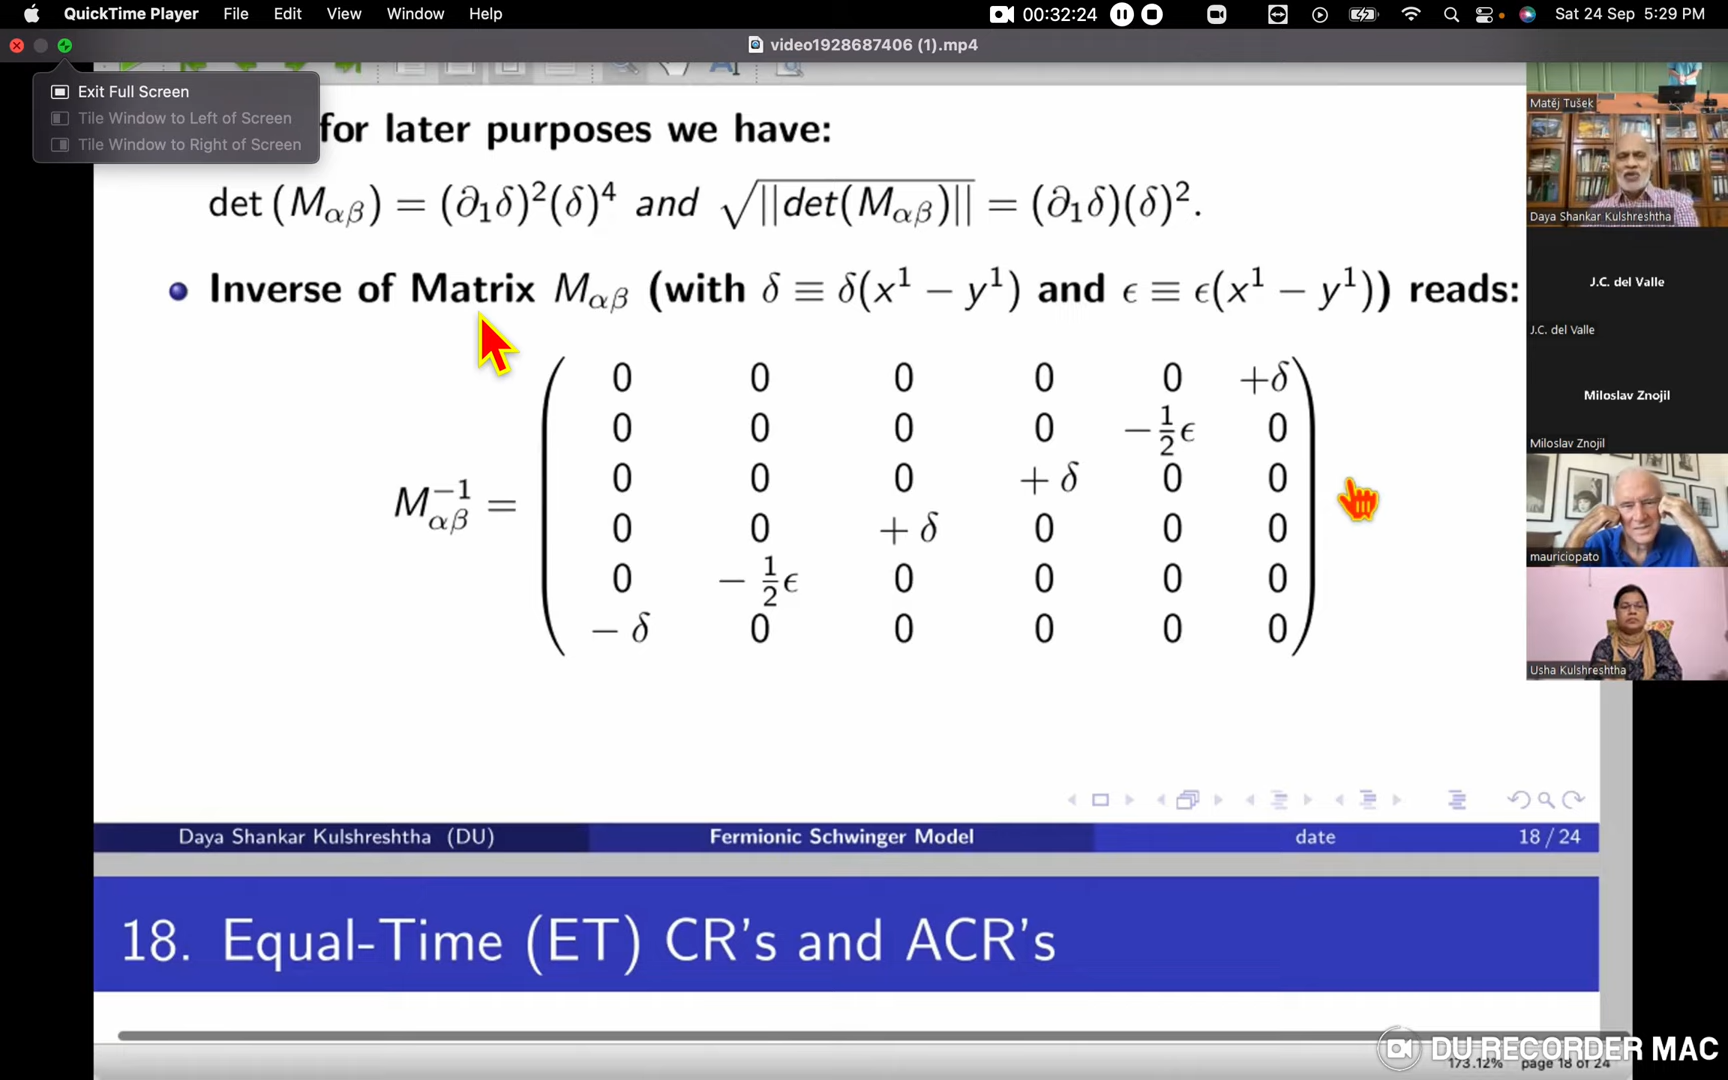 QuickTime Player File Edit View Window Help 00:32:24 Sat 24 Sep 5:29 PM
video1928687406 (1).mp4
Exit Full Screen
Tile Window to Left of Screen
Tile Window to Right of Screen
for later purposes we have:
det (M_{αβ}) = (∂₁δ)²(δ)⁴ and √||det(M_{αβ})|| = (∂₁δ)(δ)².
Inverse of Matrix M_{αβ} (with δ ≡ δ(x¹ − y¹) and ϵ ≡ ϵ(x¹ − y¹)) reads:
0 0 0 0 0 +δ
0 0 0 0 −½ϵ 0
0 0 0 + δ 0 0
M⁻¹_{αβ} =
0 0 + δ 0 0 0
0 − ½ϵ 0 0 0 0
− δ 0 0 0 0 0
Daya Shankar Kulshreshtha (DU) Fermionic Schwinger Model date 18 / 24
18. Equal-Time (ET) CR's and ACR's
Matěj Tušek
Daya Shankar Kulshreshtha
J.C. del Valle
J.C. del Valle
Miloslav Znojil
Miloslav Znojil
mauriciopato
Usha Kulshreshtha
DU RECORDER MAC
173.12% page 18 of 24